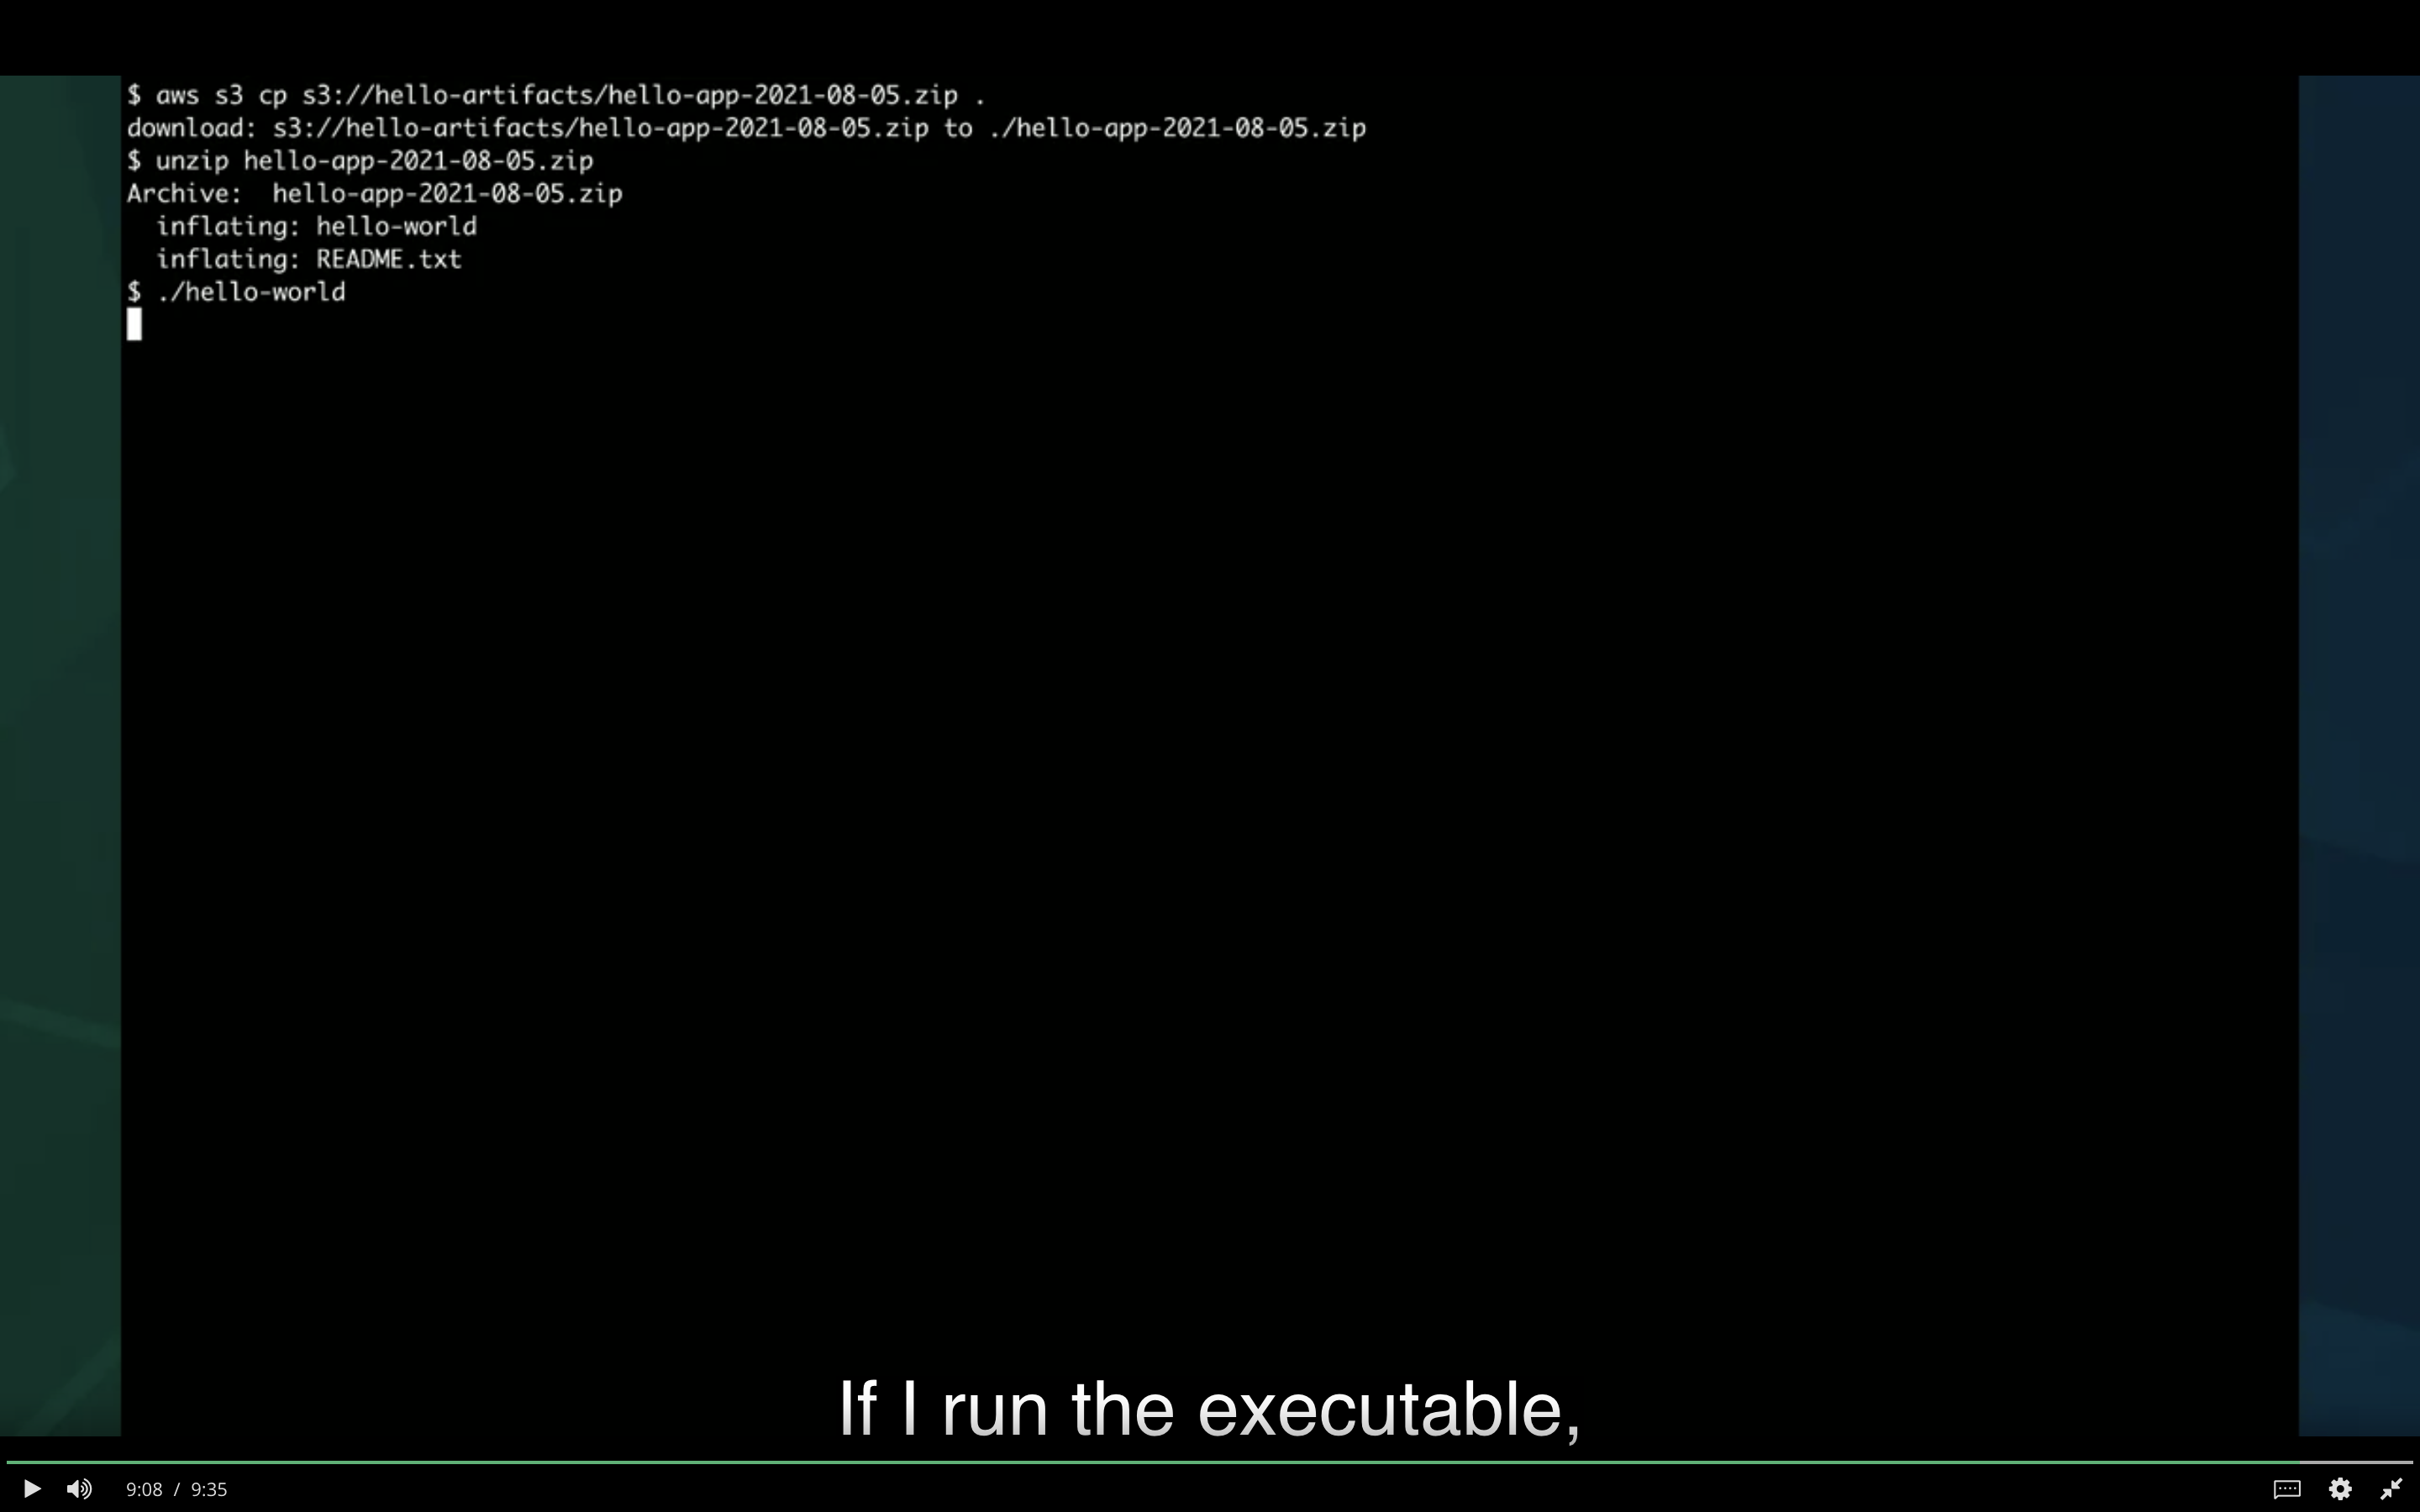 $ aws s3 cp s3://hello-artifacts/hello-app-2021-08-05.zip .
download: s3://hello-artifacts/hello-app-2021-08-05.zip to ./hello-app-2021-08-05.zip
$ unzip hello-app-2021-08-05.zip
Archive:  hello-app-2021-08-05.zip
  inflating: hello-world
  inflating: README.txt
$ ./hello-world
If I run the executable,
9:08 / 9:35